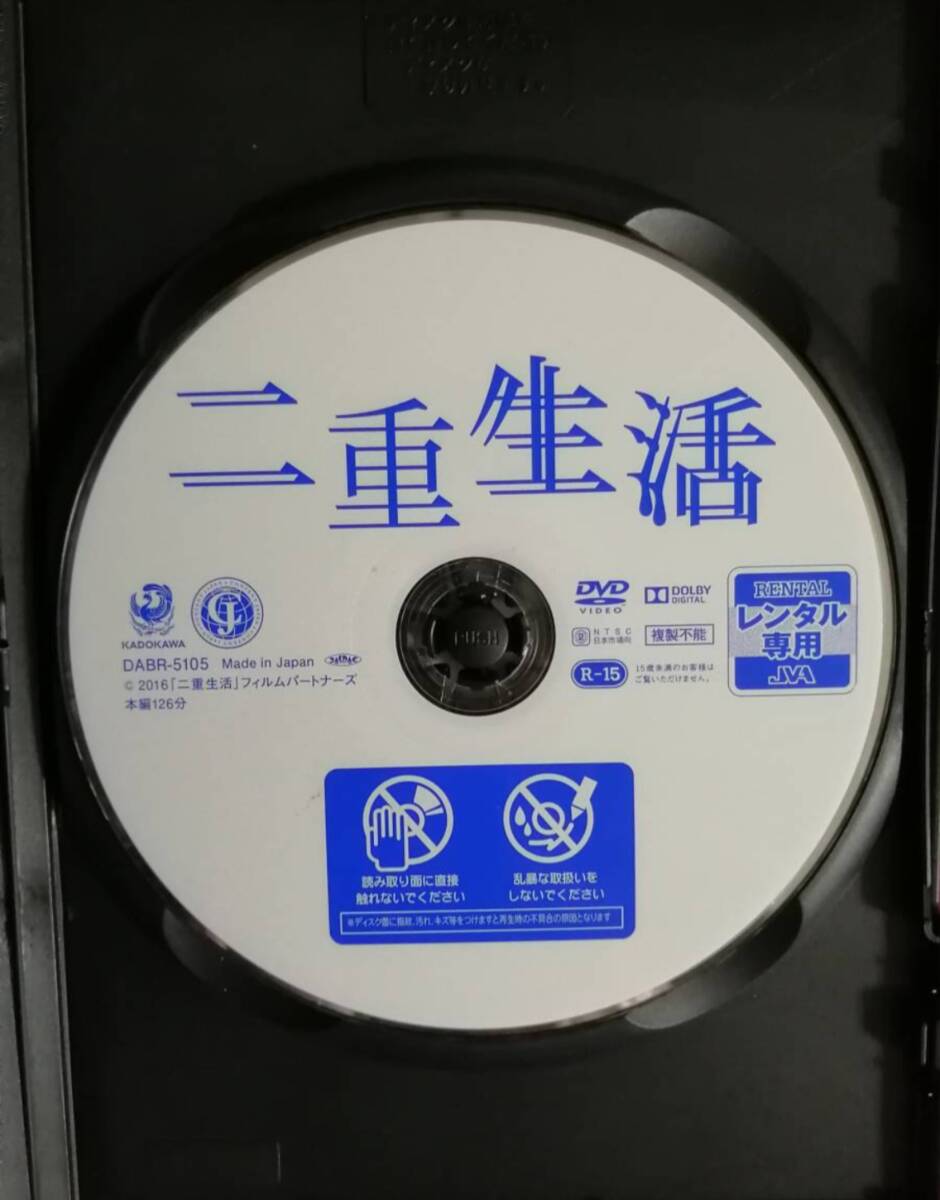 二重生活
KADOKAWA
DABR-5105 Made in Japan
© 2016「二重生活」フィルムパートナーズ
本編126分
PUSH
DVD
VIDEO
DOLBY
DIGITAL
2
NTSC
日本市場向
複製不能
R-15
15歳未満のお客様は
ご覧いただけません。
RENTAL
レンタル
専用
JVA
読み取り面に直接
触れないでください
乱暴な取扱いを
しないでください
※ディスク面に指紋、汚れ、キズ等をつけますと再生時の不具合の原因となります